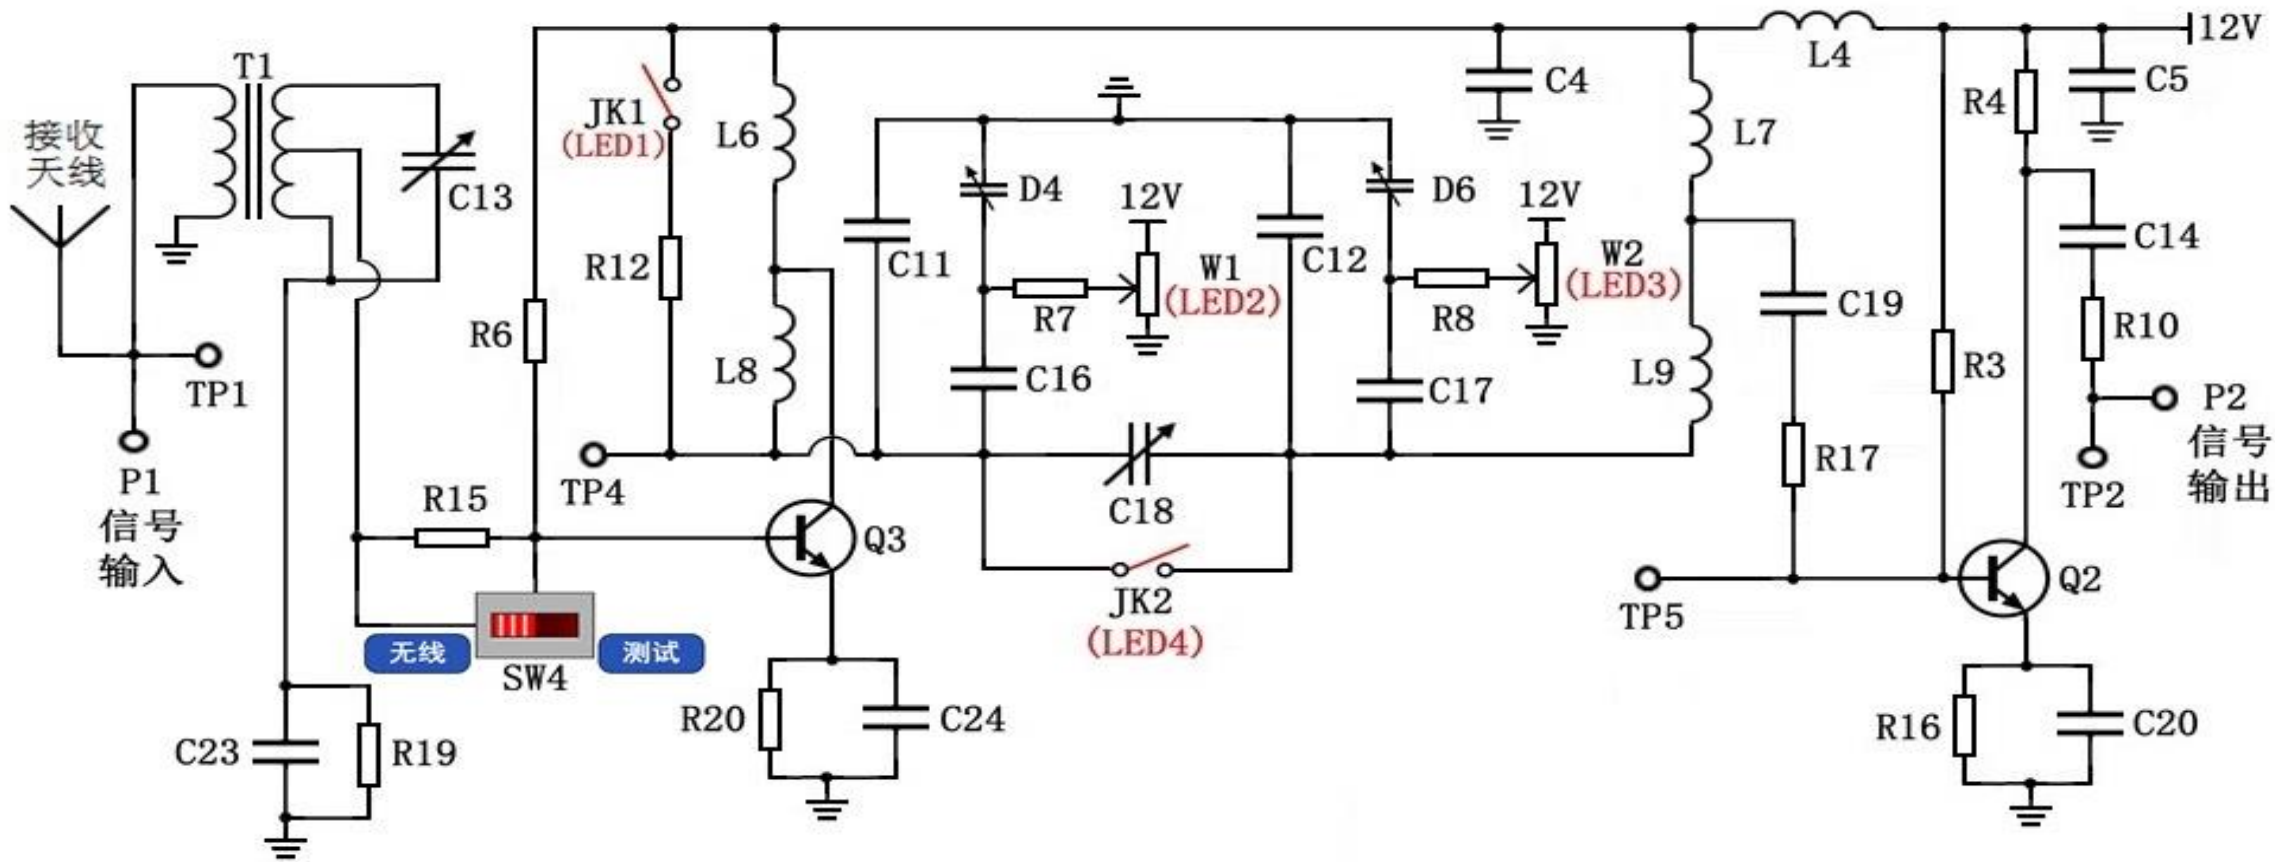 12V
L4
T1
C4
C5
R4
接收
天线
JK1
(LED1)
L6
L7
C13
D4
12V
D6
12V
C14
R12
C11
W1
(LED2)
C12
W2
(LED3)
R6
R7
R8
C19
R10
TP1
L8
C16
C17
L9
R3
P2
信号
输出
P1
信号
输入
R15
TP4
C18
R17
TP2
Q3
JK2
(LED4)
TP5
Q2
无线
测试
SW4
R20
C24
R16
C20
C23
R19